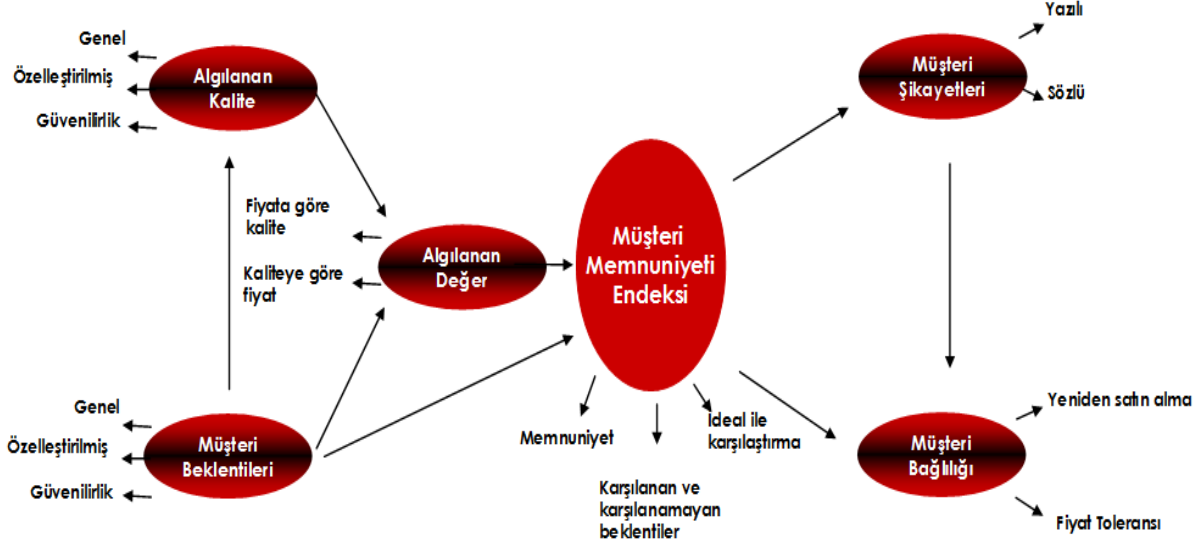 Genel
Özelleştirilmiş
Güvenilirlik
Algılanan
Kalite
Fiyata göre
kalite
Kaliteye göre
fiyat
Algılanan
Değer
Genel
Özelleştirilmiş
Güvenilirlik
Müşteri
Beklentileri
Müşteri
Memnuniyeti
Endeksi
Memnuniyet
Karşılanan ve
karşılanamayan
beklentiler
İdeal ile
karşılaştırma
Müşteri
Şikayetleri
Yazılı
Sözlü
Müşteri
Bağlılığı
Yeniden satın alma
Fiyat Toleransı